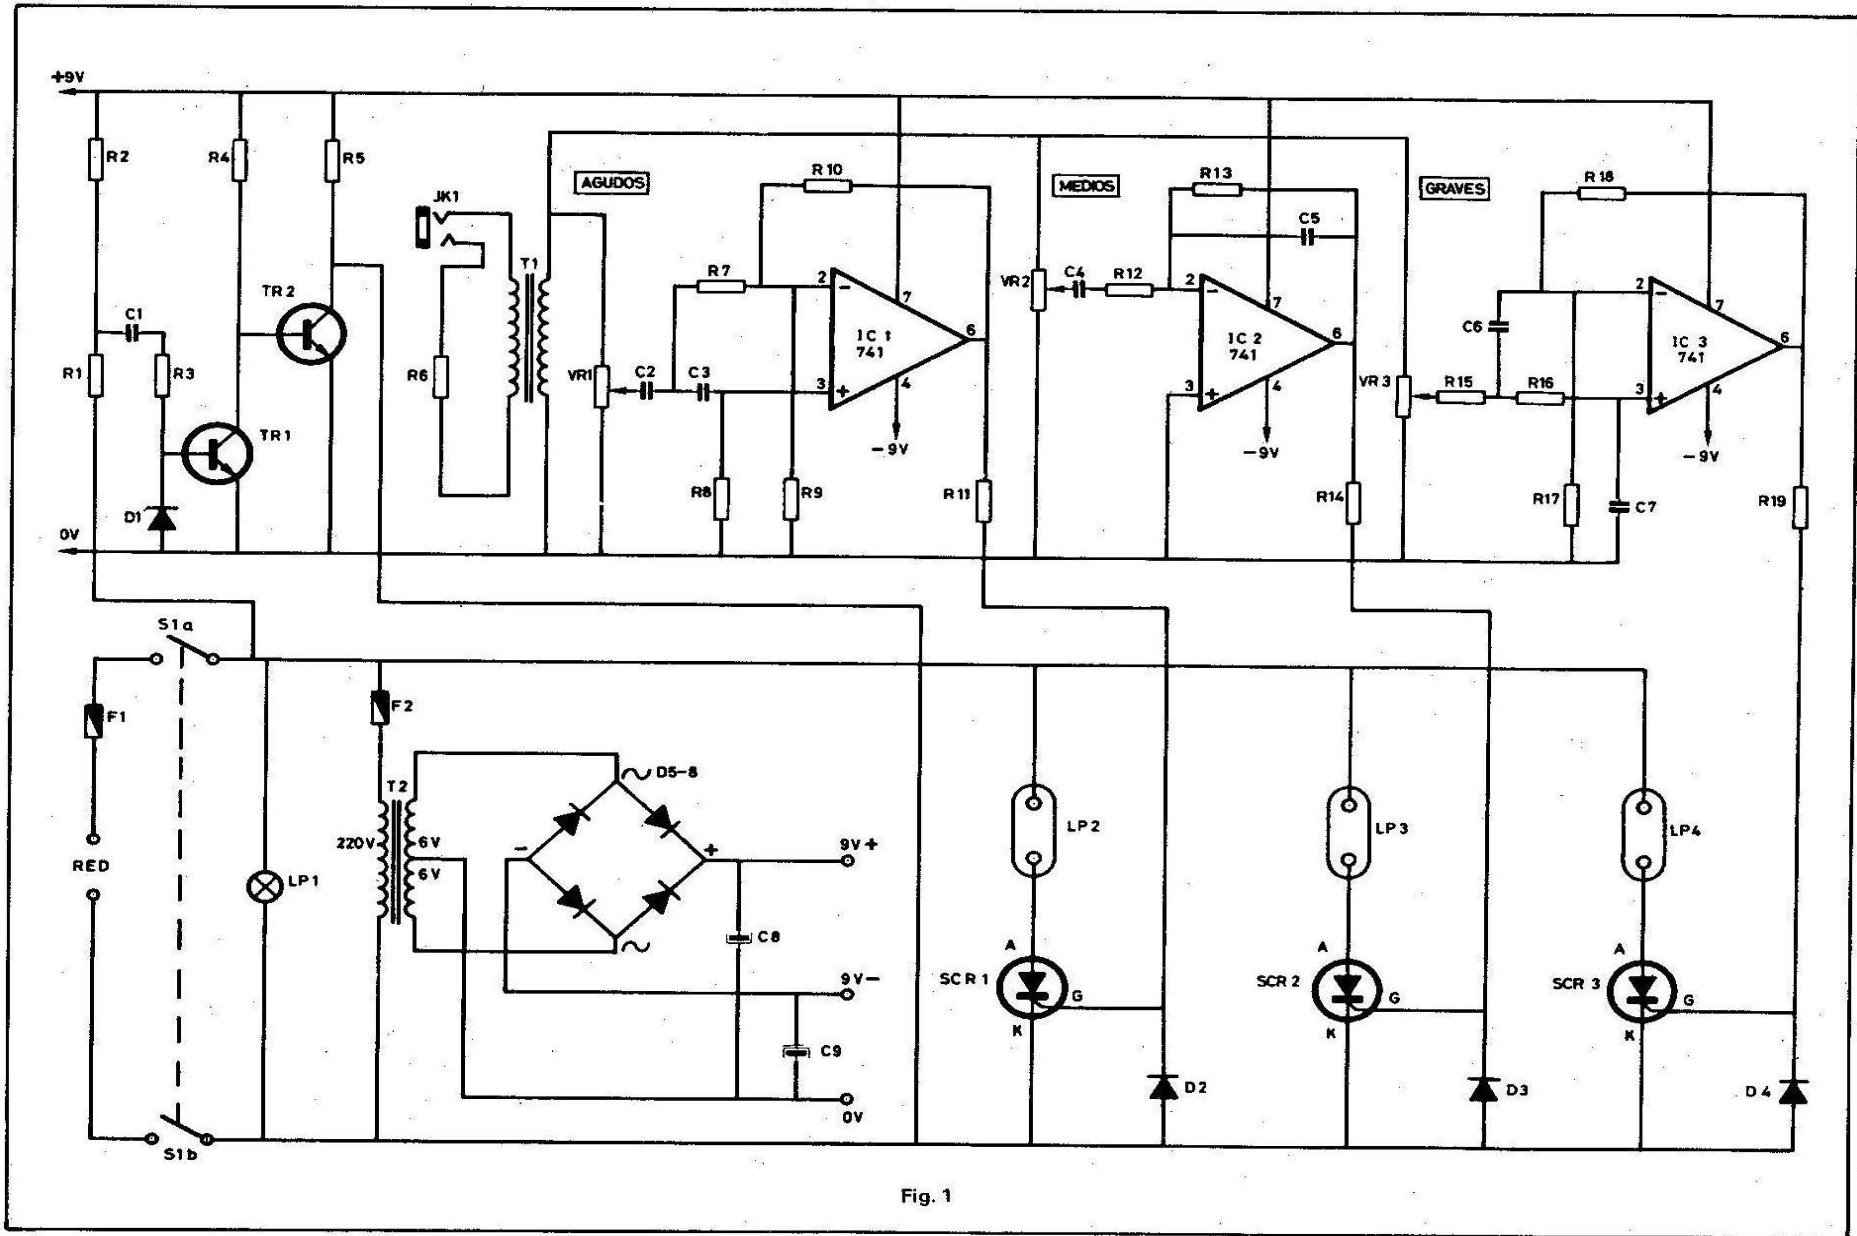 +9V
R2
R4
R5
R10
R13
R18
AGUDOS
MEDIOS
GRAVES
JK1
C5
T1
R7
2
−
7
VR2
C4
R12
2
−
7
2
−
7
TR2
C1
R1
R3
R6
IC 1
741
6
IC 2
741
6
C6
IC 3
741
6
VR1
C2
C3
3
+
4
3
+
4
VR3
R15
R16
3
+
4
TR1
−9V
−9V
−9V
R8
R9
R11
R14
R17
C7
R19
D1
0V
S1a
F1
F2
T2
D5-8
220V
6V
6V
−
+
9V+
LP2
LP3
LP4
RED
LP1
C8
9V−
A
SCR 1
G
K
A
SCR 2
G
K
A
SCR 3
G
K
C9
0V
D2
D3
D4
S1b
Fig. 1